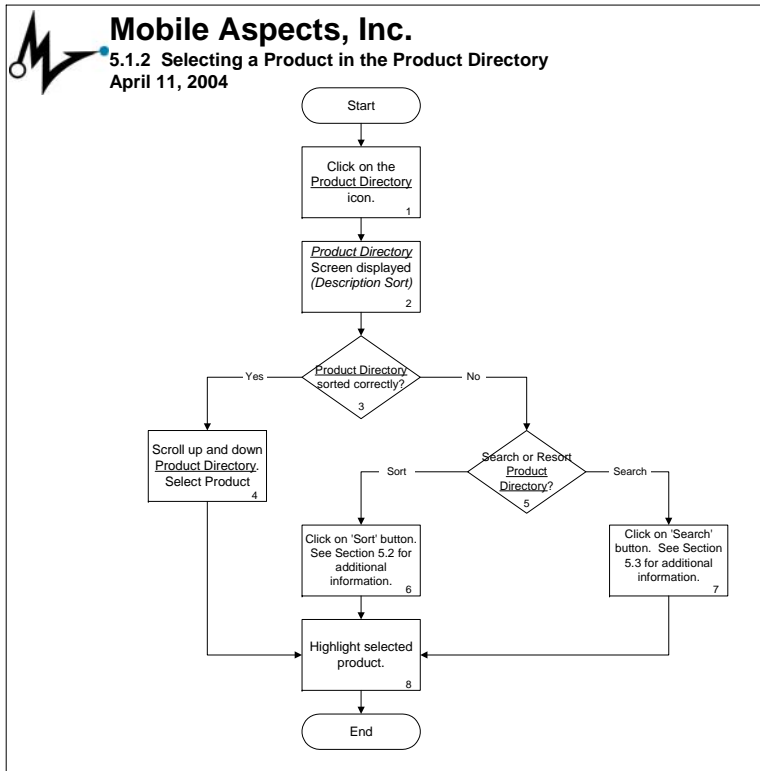 Mobile Aspects, Inc.
5.1.2 Selecting a Product in the Product Directory
April 11, 2004
Start
Click on the
Product Directory
icon.
1
Product Directory
Screen displayed
(Description Sort)
2
Product Directory
sorted correctly?
3
Yes
No
Scroll up and down
Product Directory.
Select Product
4
Search or Resort
Product
Directory?
5
Sort
Search
Click on 'Sort' button.
See Section 5.2 for
additional
information.
6
Click on 'Search'
button. See Section
5.3 for additional
information.
7
Highlight selected
product.
8
End